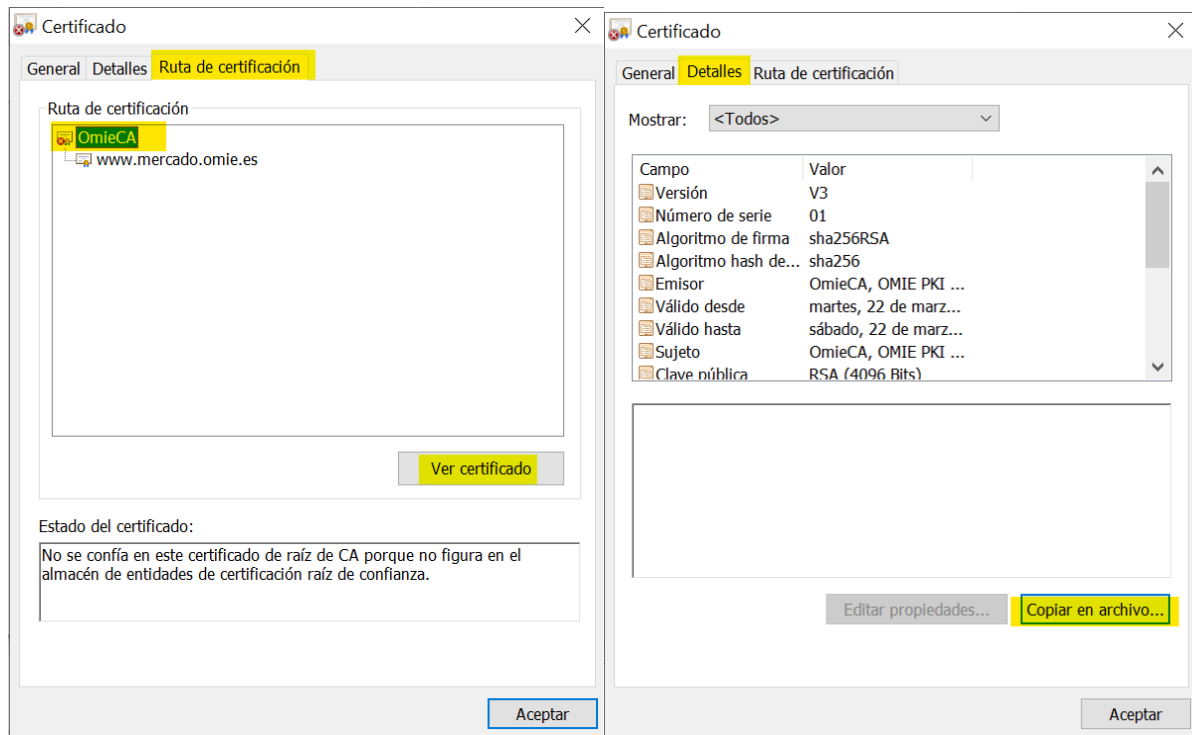 Certificado
General Detalles Ruta de certificación
Ruta de certificación
OmieCA
www.mercado.omie.es
Ver certificado
Estado del certificado:
No se confía en este certificado de raíz de CA porque no figura en el
almacén de entidades de certificación raíz de confianza.
Aceptar
Certificado
General Detalles Ruta de certificación
Mostrar: <Todos>
Campo Valor
Versión V3
Número de serie 01
Algoritmo de firma sha256RSA
Algoritmo hash de... sha256
Emisor OmieCA, OMIE PKI ...
Válido desde martes, 22 de marz...
Válido hasta sábado, 22 de marz...
Sujeto OmieCA, OMIE PKI ...
Clave pública RSA (4096 Bits)
Editar propiedades... Copiar en archivo...
Aceptar